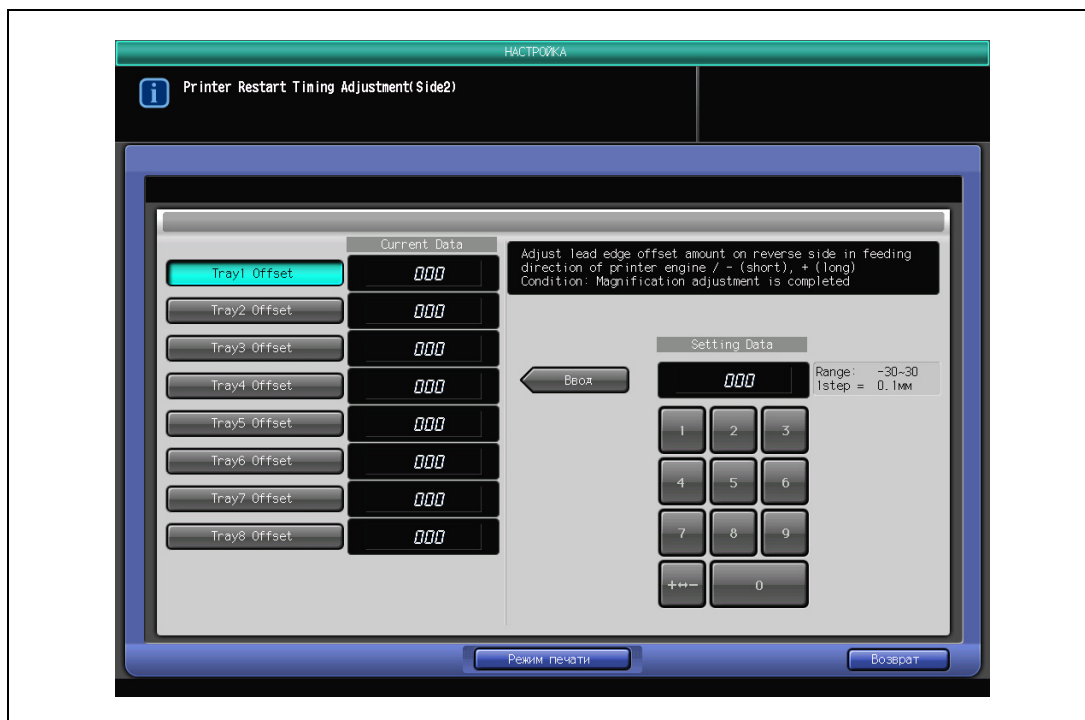 НАСТРОЙКА
Printer Restart Timing Adjustment(Side2)
Current Data
Tray1 Offset 000
Tray2 Offset 000
Tray3 Offset 000
Tray4 Offset 000
Tray5 Offset 000
Tray6 Offset 000
Tray7 Offset 000
Tray8 Offset 000
Adjust lead edge offset amount on reverse side in feeding
direction of printer engine / - (short), + (long)
Condition: Magnification adjustment is completed
Setting Data
Ввод
000
Range: -30~30
1step = 0.1мм
1 2 3
4 5 6
7 8 9
+↔- 0
Режим печати
Возврат